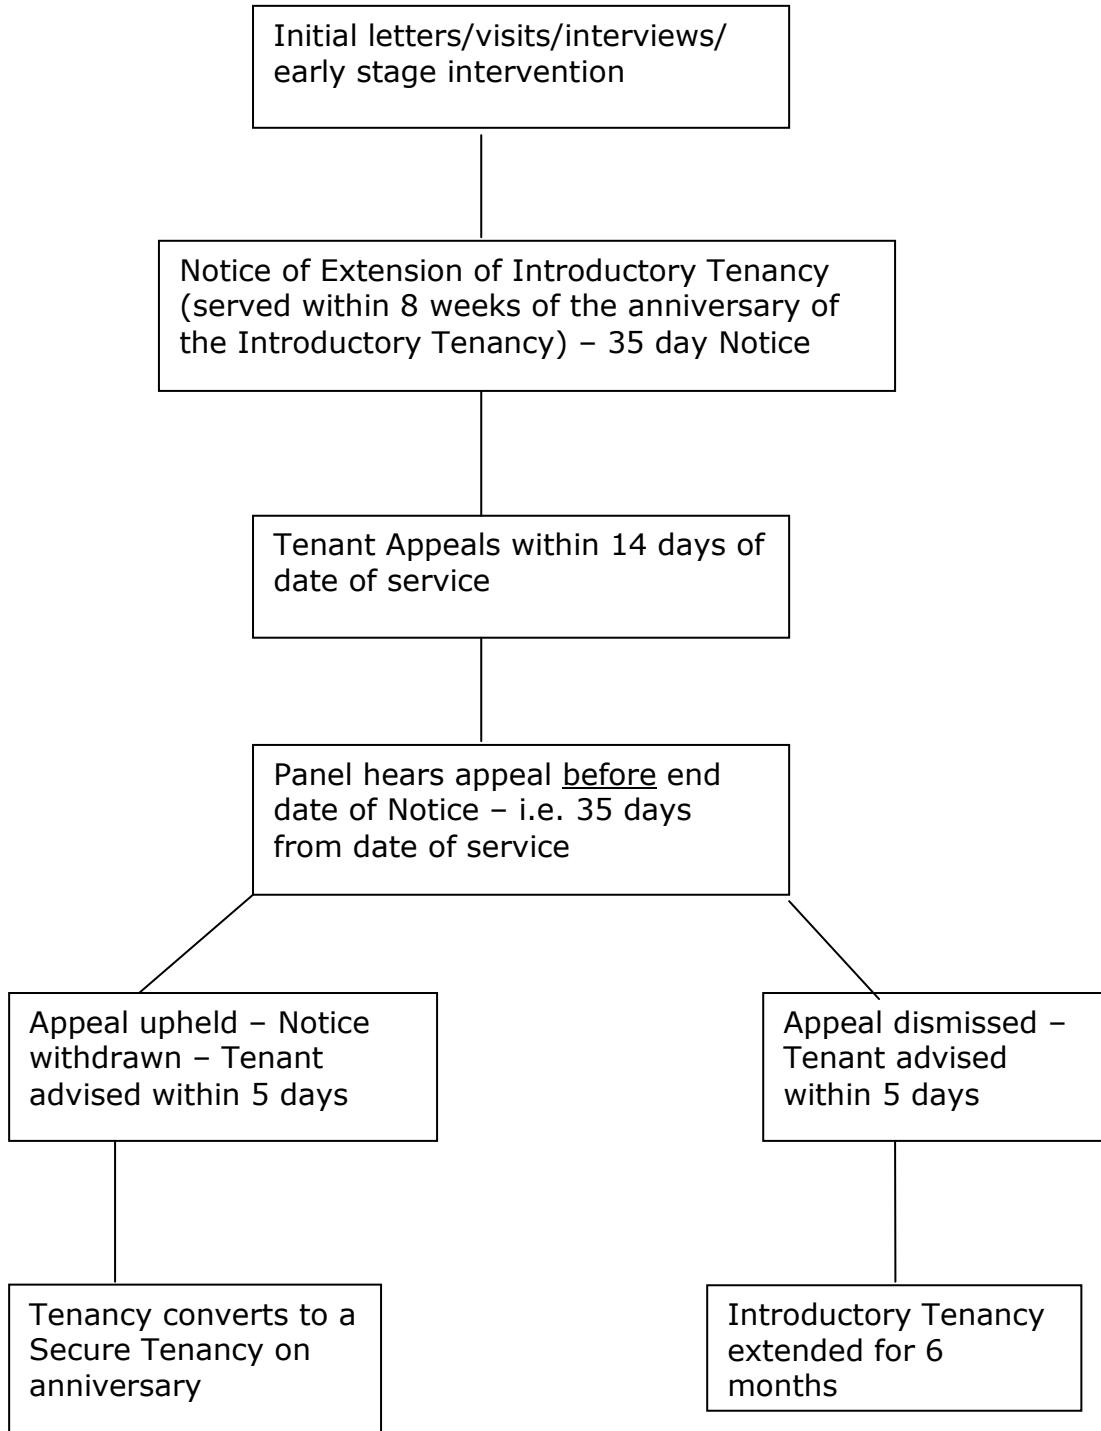 Initial letters/visits/interviews/
early stage intervention
Notice of Extension of Introductory Tenancy
(served within 8 weeks of the anniversary of
the Introductory Tenancy) – 35 day Notice
Tenant Appeals within 14 days of
date of service
Panel hears appeal before end
date of Notice – i.e. 35 days
from date of service
Appeal upheld – Notice
withdrawn – Tenant
advised within 5 days
Appeal dismissed –
Tenant advised
within 5 days
Tenancy converts to a
Secure Tenancy on
anniversary
Introductory Tenancy
extended for 6
months